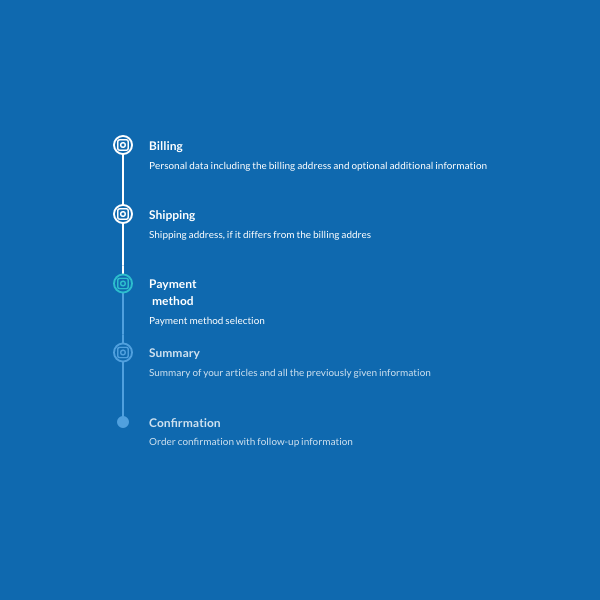 Billing
Personal data including the billing address and optional additional information
Shipping
Shipping address, if it differs from the billing addres
Payment
method
Payment method selection
Summary
Summary of your articles and all the previously given information
Confirmation
Order confirmation with follow-up information